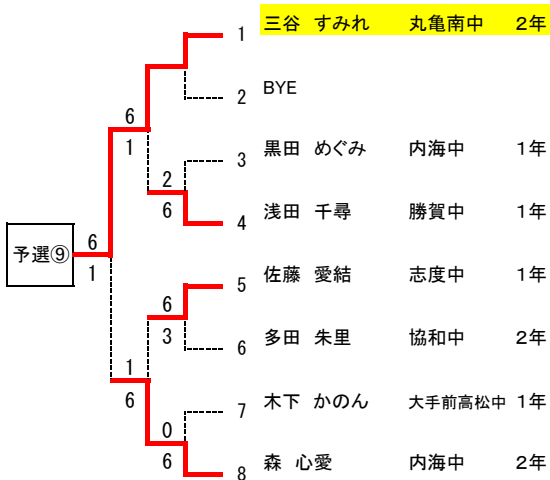 1 三谷 すみれ 丸亀南中 2年
2 BYE
6
1
3 黒田 めぐみ 内海中 1年
2
6
4 浅田 千尋 勝賀中 1年
予選⑨
6
1
5 佐藤 愛結 志度中 1年
6
3
6 多田 朱里 協和中 2年
1
6
7 木下 かのん 大手前高松中 1年
0
6
8 森 心愛 内海中 2年